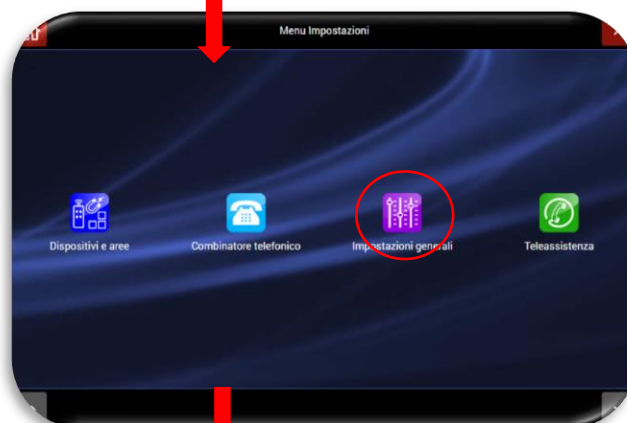 Menu Impostazioni
Dispositivi e aree
Combinatore telefonico
Impostazioni generali
Teleassistenza